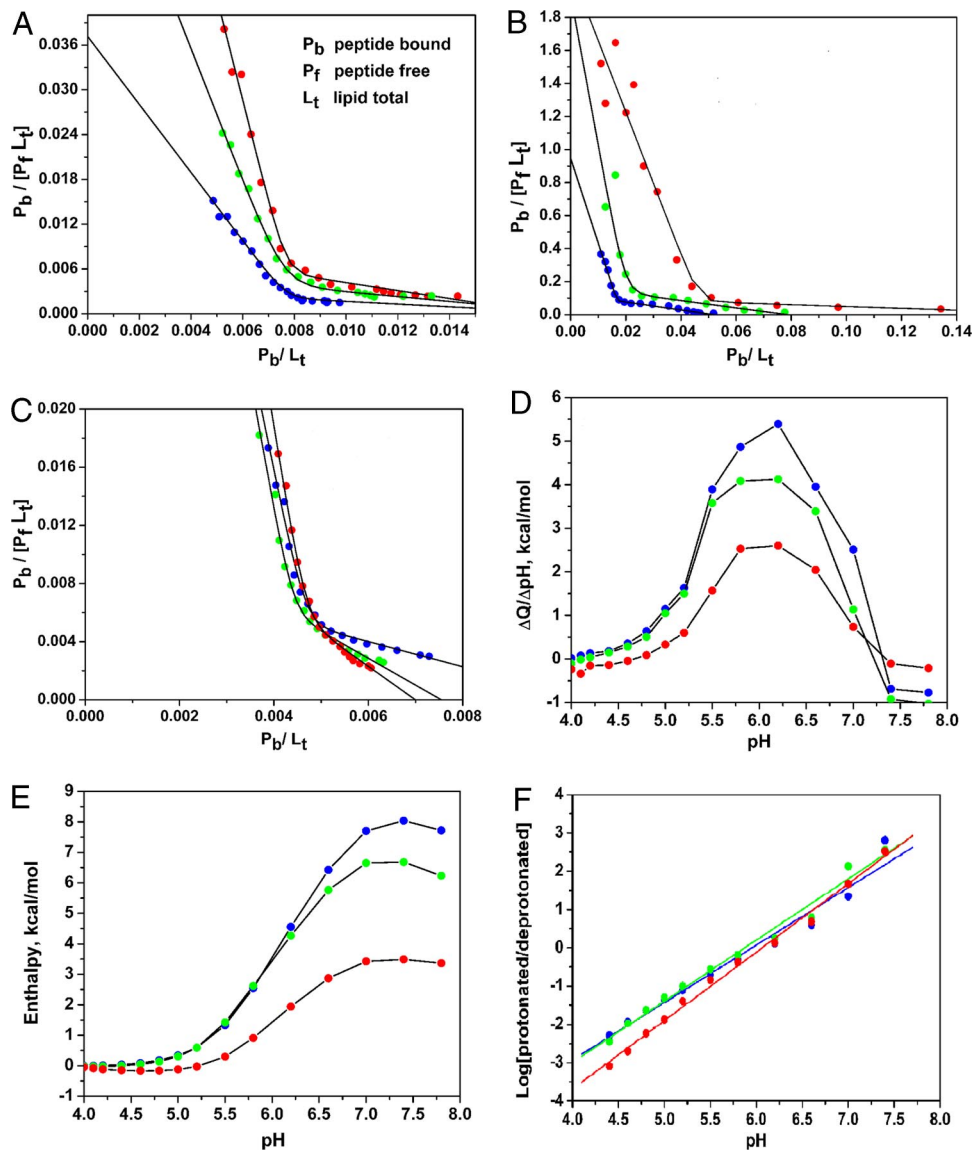 A
0.036
0.030
0.024
0.018
0.012
0.006
0.000
Pb / [Pf Lt]
Pb peptide bound
Pf peptide free
Lt lipid total
0.000 0.002 0.004 0.006 0.008 0.010 0.012 0.014
Pb/ Lt
B
1.8
1.6
1.4
1.2
1.0
0.8
0.6
0.4
0.2
0.0
Pb / [Pf Lt]
0.00 0.02 0.04 0.06 0.08 0.10 0.12 0.14
Pb/ Lt
C
0.020
0.016
0.012
0.008
0.004
0.000
Pb / [Pf Lt]
0.000 0.002 0.004 0.006 0.008
Pb/ Lt
D
6
5
4
3
2
1
0
-1
ΔQ/ΔpH, kcal/mol
4.0 4.5 5.0 5.5 6.0 6.5 7.0 7.5 8.0
pH
E
9
8
7
6
5
4
3
2
1
0
-1
Enthalpy, kcal/mol
4.0 4.5 5.0 5.5 6.0 6.5 7.0 7.5 8.0
pH
F
4
3
2
1
0
-1
-2
-3
-4
Log[protonated/deprotonated]
4.0 4.5 5.0 5.5 6.0 6.5 7.0 7.5 8.0
pH